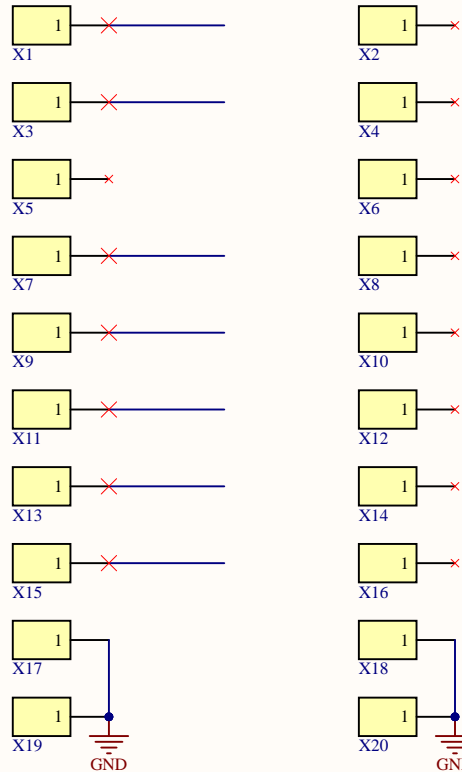 1 1
X1 X2
1 1
X3 X4
1 1
X5 X6
1 1
X7 X8
1 1
X9 X10
1 1
X11 X12
1 1
X13 X14
1 1
X15 X16
1 1
X17 X18
1 1
X19 X20
GND GN